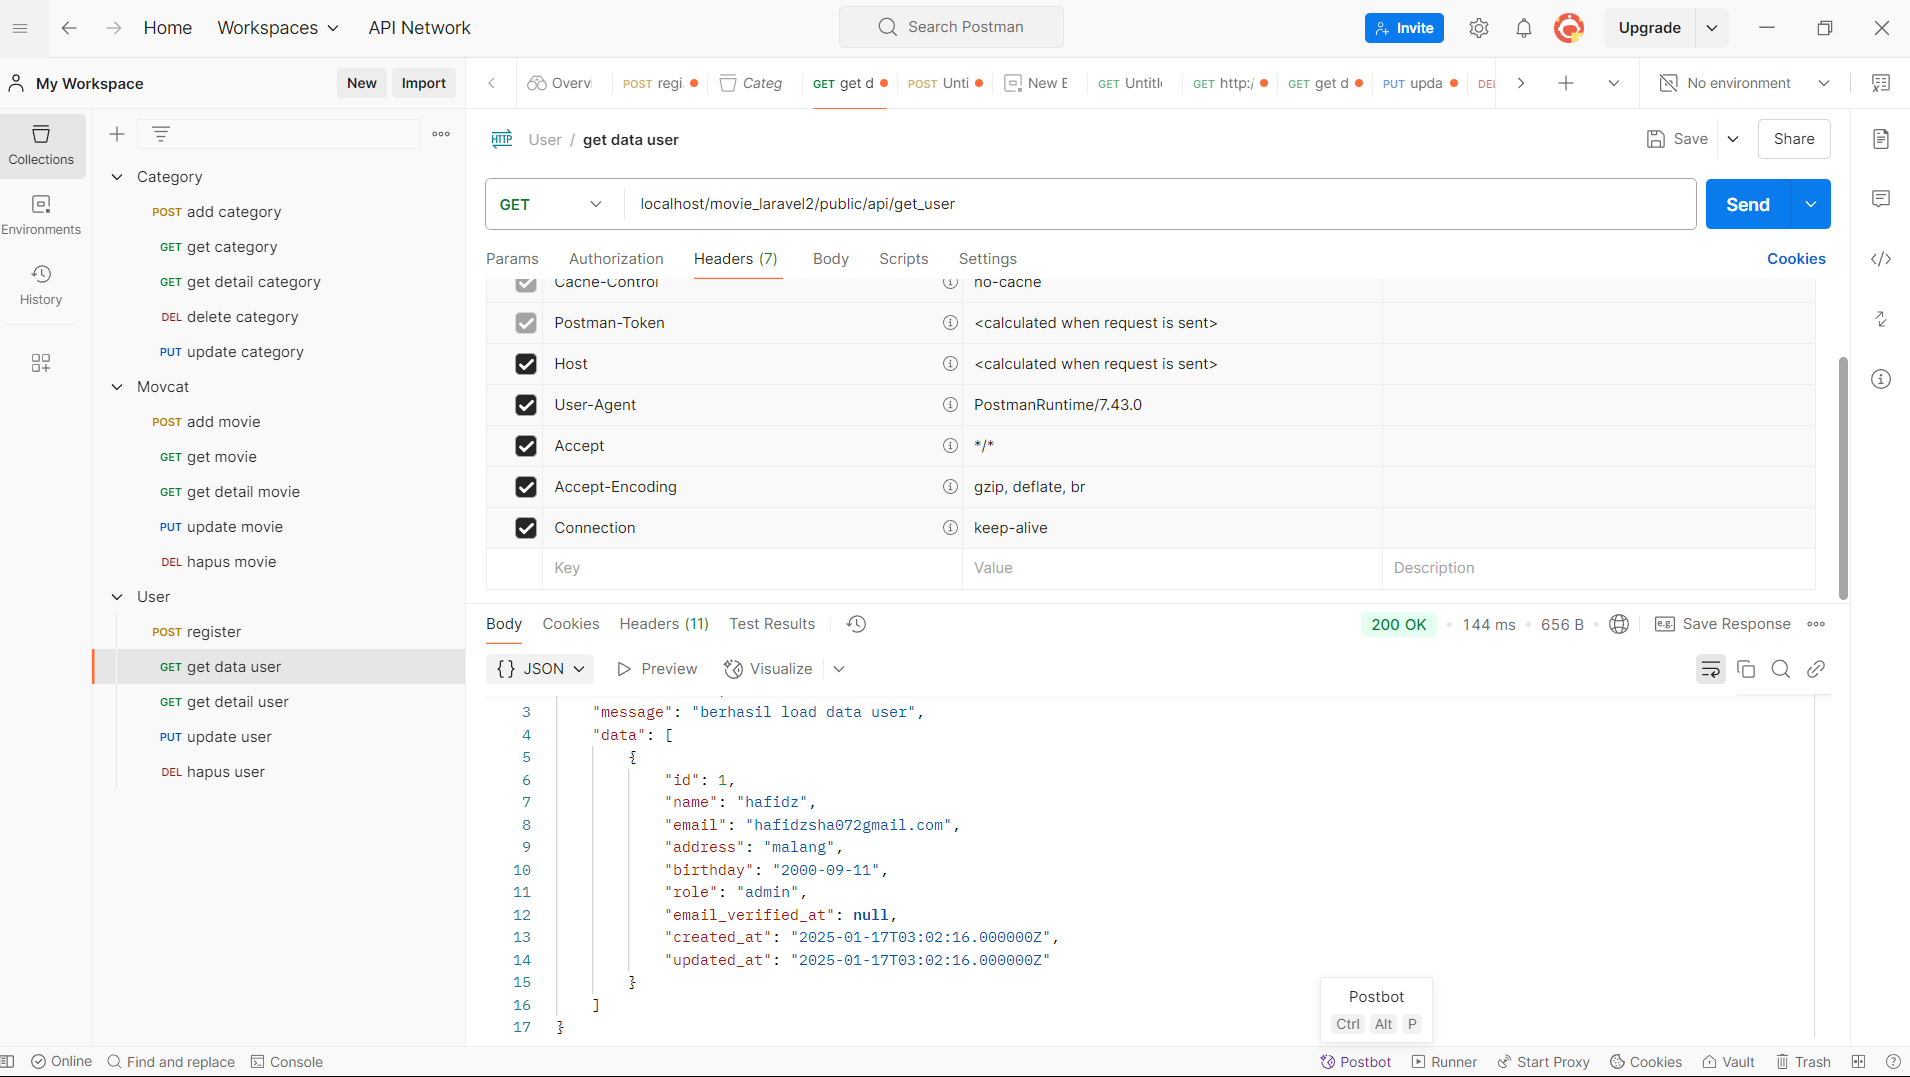 Home
Workspaces
API Network
Search Postman
Invite
Upgrade
My Workspace
New
Import
Overvi
POST regi
Categ
GET get d
POST Unti
New E
GET Untitl
GET http:/
GET get d
PUT upda
DEL
No environment
Collections
Environments
History
Category
POST add category
GET get category
GET get detail category
DEL delete category
PUT update category
Movcat
POST add movie
GET get movie
GET get detail movie
PUT update movie
DEL hapus movie
User
POST register
GET get data user
GET get detail user
PUT update user
DEL hapus user
HTTP User / get data user
Save
Share
GET localhost/movie_laravel2/public/api/get_user
Send
Params Authorization Headers (7) Body Scripts Settings
Cookies
Cache-Control no-cache
Postman-Token <calculated when request is sent>
Host <calculated when request is sent>
User-Agent PostmanRuntime/7.43.0
Accept */*
Accept-Encoding gzip, deflate, br
Connection keep-alive
Key Value Description
Body Cookies Headers (11) Test Results
200 OK • 144 ms • 656 B • e.g. Save Response
{} JSON Preview Visualize
3 "message": "berhasil load data user",
4 "data": [
5 {
6 "id": 1,
7 "name": "hafidz",
8 "email": "hafidzsha072gmail.com",
9 "address": "malang",
10 "birthday": "2000-09-11",
11 "role": "admin",
12 "email_verified_at": null,
13 "created_at": "2025-01-17T03:02:16.000000Z",
14 "updated_at": "2025-01-17T03:02:16.000000Z"
15 }
16 ]
17 }
Postbot
Ctrl Alt P
Online Find and replace Console
Postbot Runner Start Proxy Cookies Vault Trash